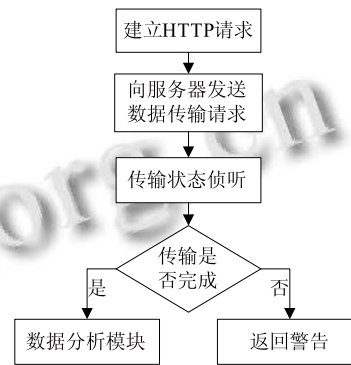 建立HTTP请求
向服务器发送
数据传输请求
传输状态侦听
传输是
否完成
是
否
数据分析模块
返回警告
org.cn